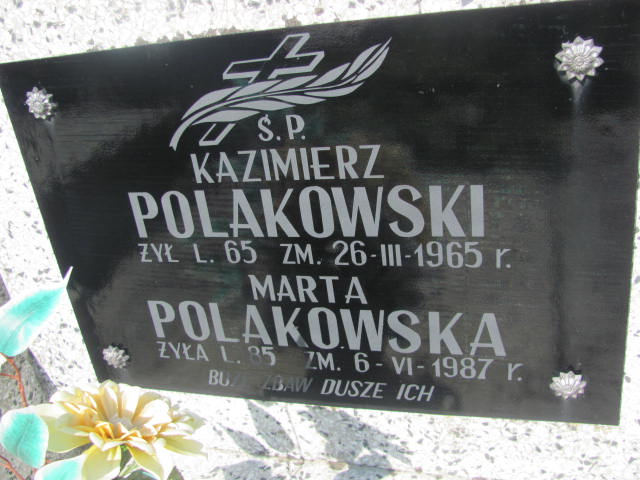 Ś.P.
KAZIMIERZ
POLAKOWSKI
ŻYŁ L. 65 ZM. 26-III-1965 r.
MARTA
POLAKOWSKA
ŻYŁA L. 85 ZM. 6-VI-1987 r.
BOŻE ZBAW DUSZE ICH